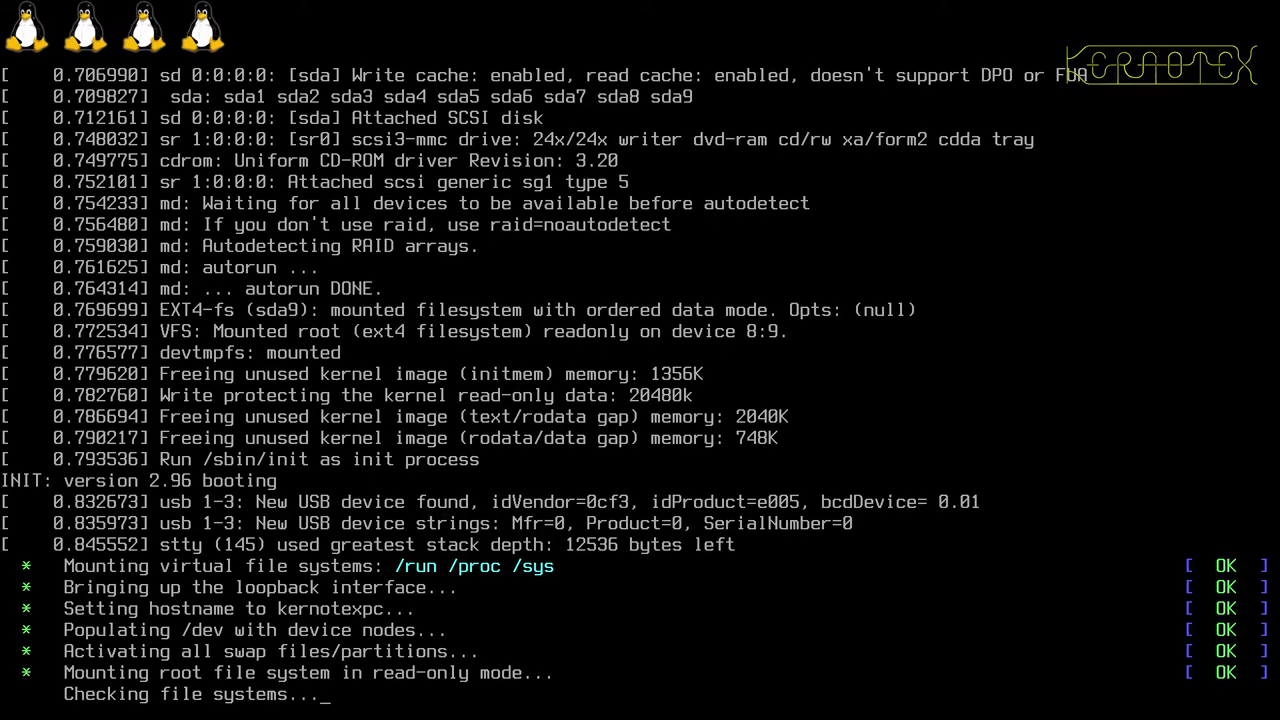 KERNOTEX
[    0.706990] sd 0:0:0:0: [sda] Write cache: enabled, read cache: enabled, doesn't support DPO or FUA
[    0.709827]  sda: sda1 sda2 sda3 sda4 sda5 sda6 sda7 sda8 sda9
[    0.712161] sd 0:0:0:0: [sda] Attached SCSI disk
[    0.748032] sr 1:0:0:0: [sr0] scsi3-mmc drive: 24x/24x writer dvd-ram cd/rw xa/form2 cdda tray
[    0.749775] cdrom: Uniform CD-ROM driver Revision: 3.20
[    0.752101] sr 1:0:0:0: Attached scsi generic sg1 type 5
[    0.754233] md: Waiting for all devices to be available before autodetect
[    0.756480] md: If you don't use raid, use raid=noautodetect
[    0.759030] md: Autodetecting RAID arrays.
[    0.761625] md: autorun ...
[    0.764314] md: ... autorun DONE.
[    0.769699] EXT4-fs (sda9): mounted filesystem with ordered data mode. Opts: (null)
[    0.772534] VFS: Mounted root (ext4 filesystem) readonly on device 8:9.
[    0.776577] devtmpfs: mounted
[    0.779620] Freeing unused kernel image (initmem) memory: 1356K
[    0.782760] Write protecting the kernel read-only data: 20480k
[    0.786694] Freeing unused kernel image (text/rodata gap) memory: 2040K
[    0.790217] Freeing unused kernel image (rodata/data gap) memory: 748K
[    0.793536] Run /sbin/init as init process
INIT: version 2.96 booting
[    0.832673] usb 1-3: New USB device found, idVendor=0cf3, idProduct=e005, bcdDevice= 0.01
[    0.835973] usb 1-3: New USB device strings: Mfr=0, Product=0, SerialNumber=0
[    0.845552] stty (145) used greatest stack depth: 12536 bytes left
  *   Mounting virtual file systems: /run /proc /sys [  OK  ]
  *   Bringing up the loopback interface... [  OK  ]
  *   Setting hostname to kernotexpc... [  OK  ]
  *   Populating /dev with device nodes... [  OK  ]
  *   Activating all swap files/partitions... [  OK  ]
  *   Mounting root file system in read-only mode... [  OK  ]
      Checking file systems..._